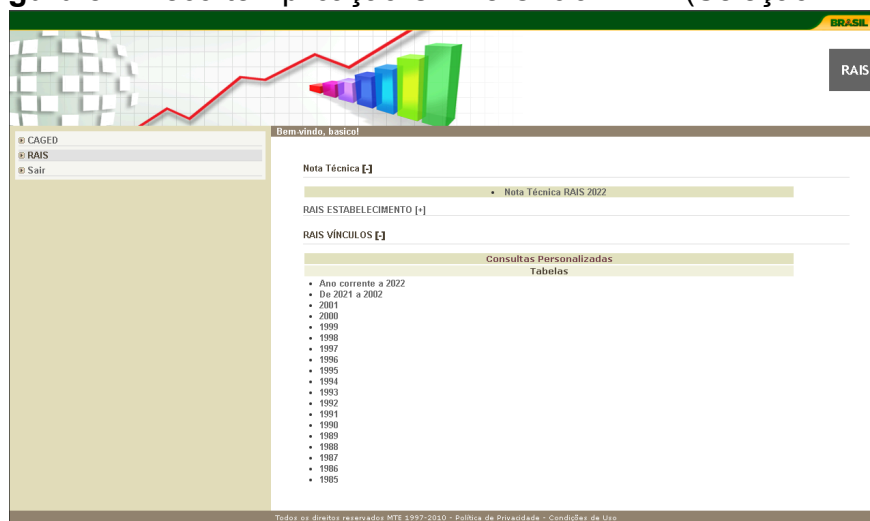 BRASIL
RAIS
Bem-vindo, basico!
CAGED
RAIS
Sair
Nota Técnica [-]
• Nota Técnica RAIS 2022
RAIS ESTABELECIMENTO [+]
RAIS VÍNCULOS [-]
Consultas Personalizadas
Tabelas
• Ano corrente a 2022
• De 2021 a 2002
• 2001
• 2000
• 1999
• 1998
• 1997
• 1996
• 1995
• 1994
• 1993
• 1992
• 1991
• 1990
• 1989
• 1988
• 1987
• 1986
• 1985
Todos os direitos reservados MTE 1997-2010 - Política de Privacidade - Condições de Uso